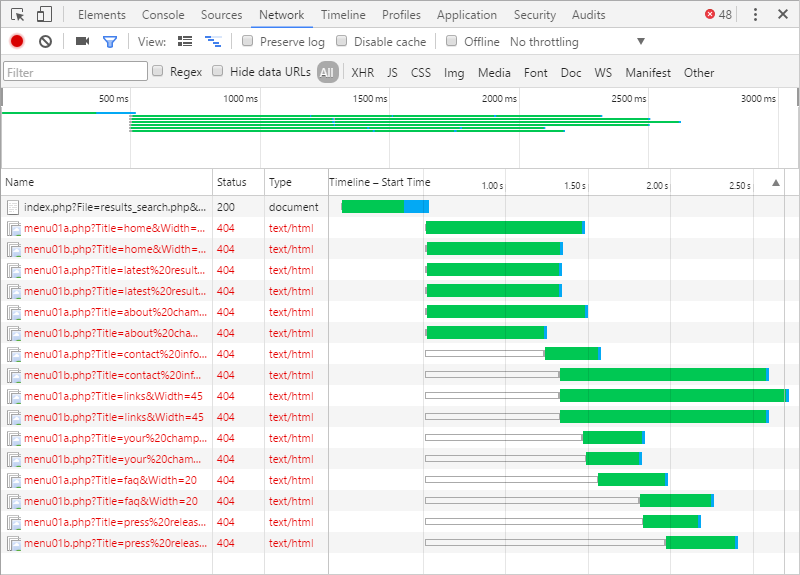 Elements Console Sources Network Timeline Profiles Application Security Audits 48
View: Preserve log Disable cache Offline No throttling
Filter Regex Hide data URLs All XHR JS CSS Img Media Font Doc WS Manifest Other
500 ms 1000 ms 1500 ms 2000 ms 2500 ms 3000 ms
Name Status Type Timeline – Start Time 1.00 s 1.50 s 2.00 s 2.50 s
index.php?File=results_search.php&... 200 document
menu01a.php?Title=home&Width=... 404 text/html
menu01b.php?Title=home&Width=... 404 text/html
menu01a.php?Title=latest%20result... 404 text/html
menu01b.php?Title=latest%20result... 404 text/html
menu01a.php?Title=about%20cham... 404 text/html
menu01b.php?Title=about%20cha... 404 text/html
menu01a.php?Title=contact%20info... 404 text/html
menu01b.php?Title=contact%20inf... 404 text/html
menu01a.php?Title=links&Width=45 404 text/html
menu01b.php?Title=links&Width=45 404 text/html
menu01a.php?Title=your%20champ... 404 text/html
menu01b.php?Title=your%20cham... 404 text/html
menu01a.php?Title=faq&Width=20 404 text/html
menu01b.php?Title=faq&Width=20 404 text/html
menu01a.php?Title=press%20releas... 404 text/html
menu01b.php?Title=press%20releas... 404 text/html